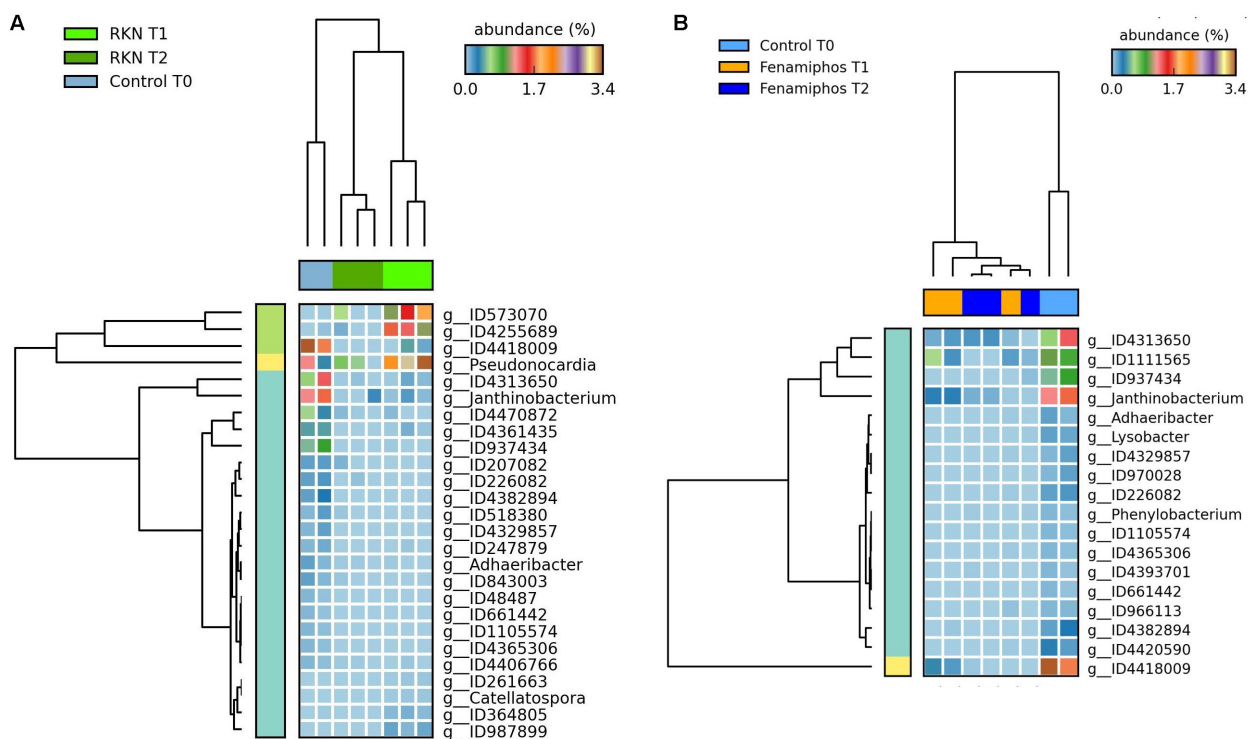 A
RKN T1
RKN T2
Control T0
abundance (%)
0.0 1.7 3.4
g__ID573070
g__ID4255689
g__ID4418009
g__Pseudonocardia
g__ID4313650
g__Janthinobacterium
g__ID4470872
g__ID4361435
g__ID937434
g__ID207082
g__ID226082
g__ID4382894
g__ID518380
g__ID4329857
g__ID247879
g__Adhaeribacter
g__ID843003
g__ID48487
g__ID661442
g__ID1105574
g__ID4365306
g__ID4406766
g__ID261663
g__Catellatospora
g__ID364805
g__ID987899
B
Control T0
Fenamiphos T1
Fenamiphos T2
abundance (%)
0.0 1.7 3.4
g__ID4313650
g__ID1111565
g__ID937434
g__Janthinobacterium
g__Adhaeribacter
g__Lysobacter
g__ID4329857
g__ID970028
g__ID226082
g__Phenylobacterium
g__ID1105574
g__ID4365306
g__ID4393701
g__ID661442
g__ID966113
g__ID4382894
g__ID4420590
g__ID4418009